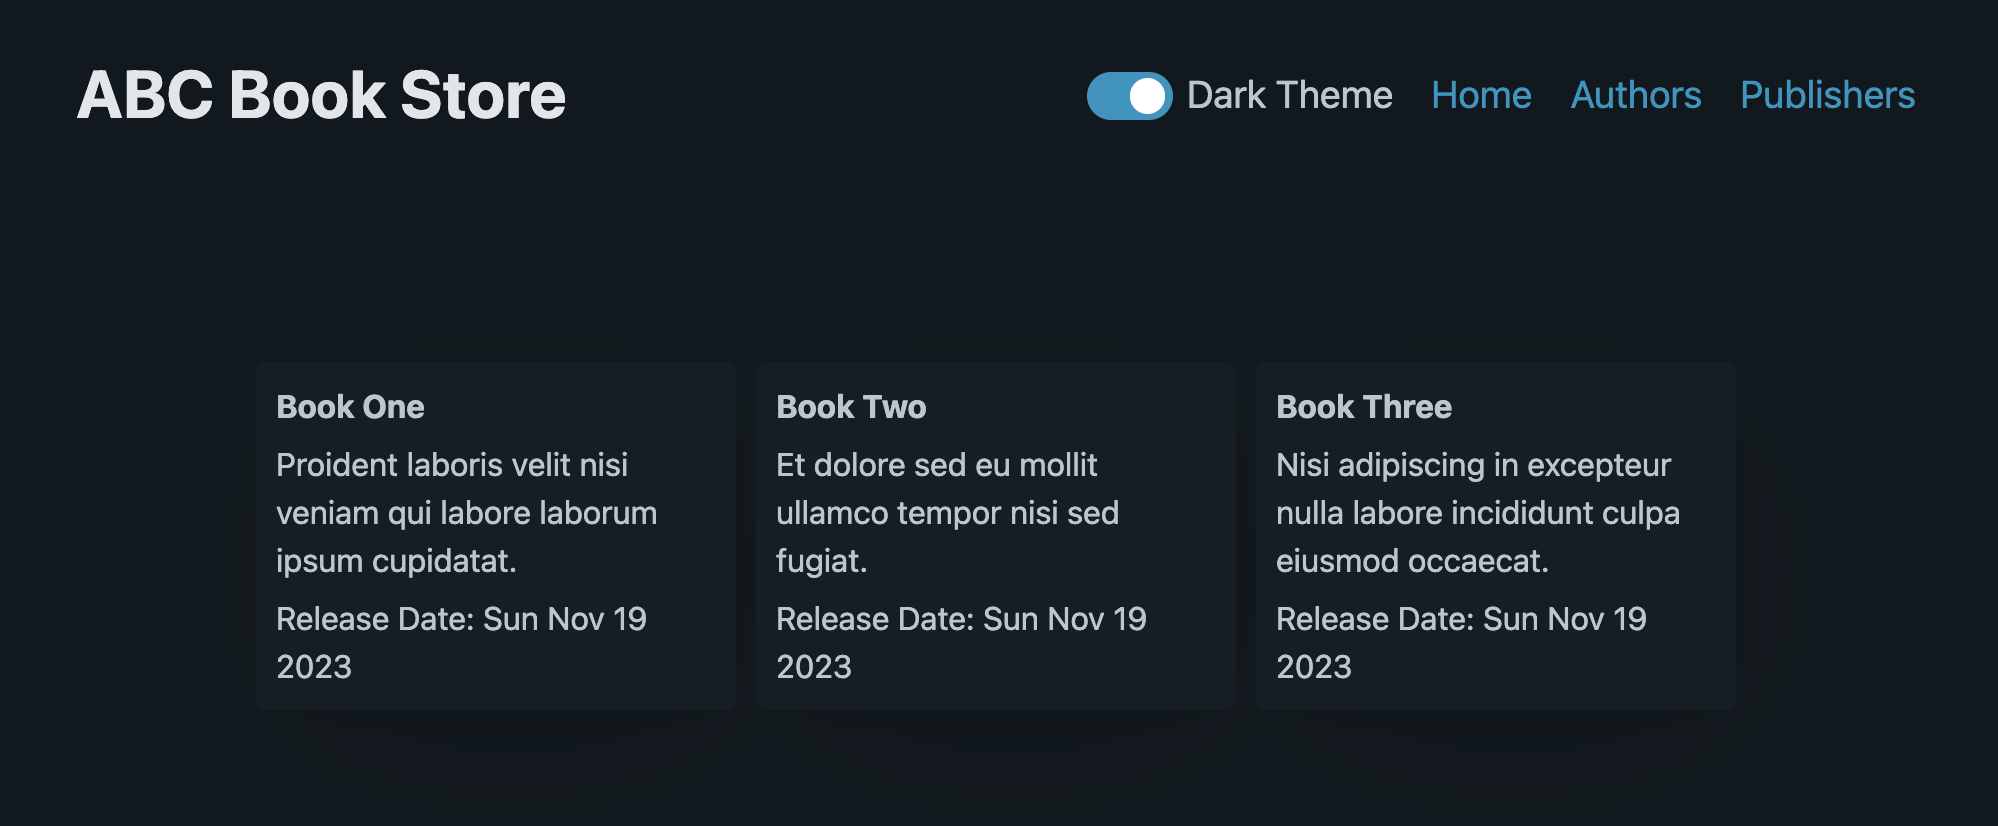 ABC Book Store
Dark Theme
Home
Authors
Publishers
Book One
Proident laboris velit nisi
veniam qui labore laborum
ipsum cupidatat.
Release Date: Sun Nov 19
2023
Book Two
Et dolore sed eu mollit
ullamco tempor nisi sed
fugiat.
Release Date: Sun Nov 19
2023
Book Three
Nisi adipiscing in excepteur
nulla labore incididunt culpa
eiusmod occaecat.
Release Date: Sun Nov 19
2023